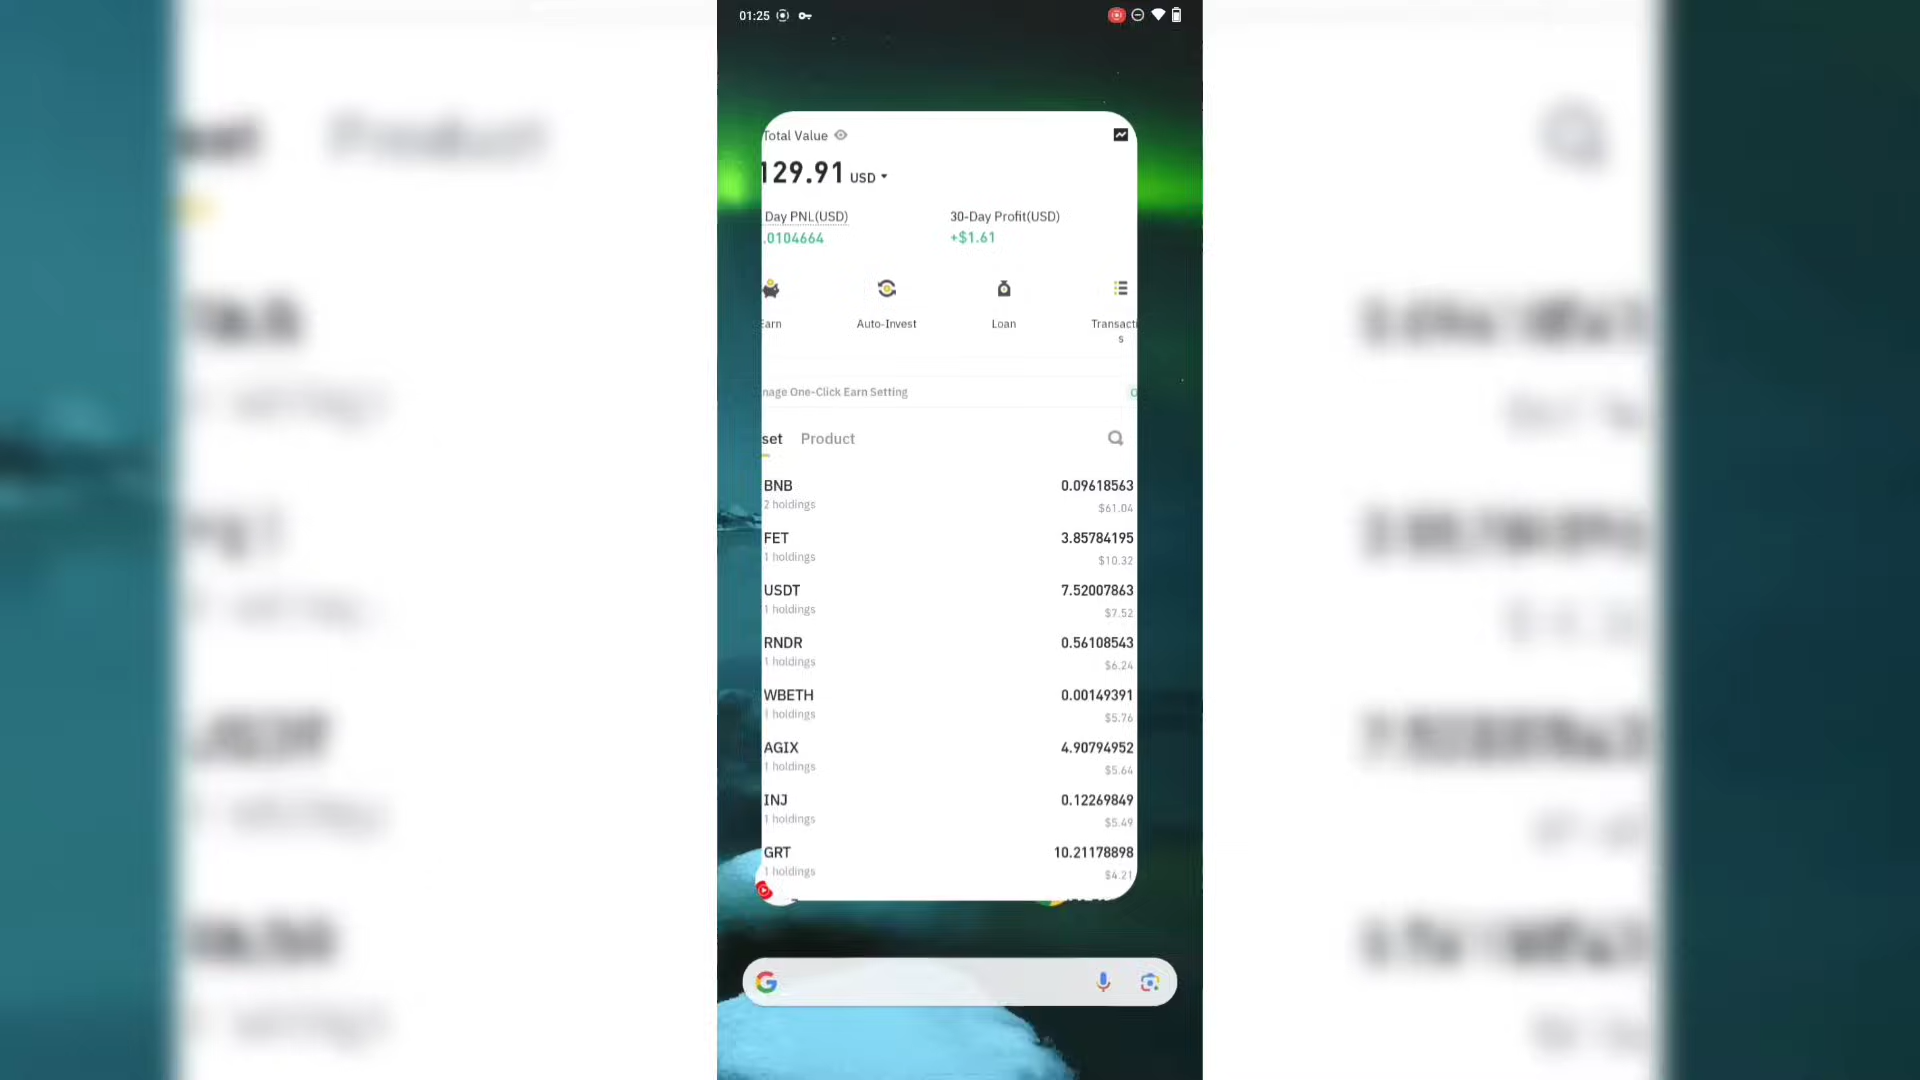 01:25
Total Value
129.91 USD
Day PNL(USD)
30-Day Profit(USD)
.0104664
+$1.61
Earn
Auto-Invest
Loan
Transacti
s
nage One-Click Earn Setting
set
Product
BNB
0.09618563
2 holdings
$61.04
FET
3.85784195
1 holdings
$10.32
USDT
7.52007863
1 holdings
$7.52
RNDR
0.56108543
1 holdings
$6.24
WBETH
0.00149391
1 holdings
$5.76
AGIX
4.90794952
1 holdings
$5.64
INJ
0.12269849
1 holdings
$5.49
GRT
10.21178898
1 holdings
$4.21
Product